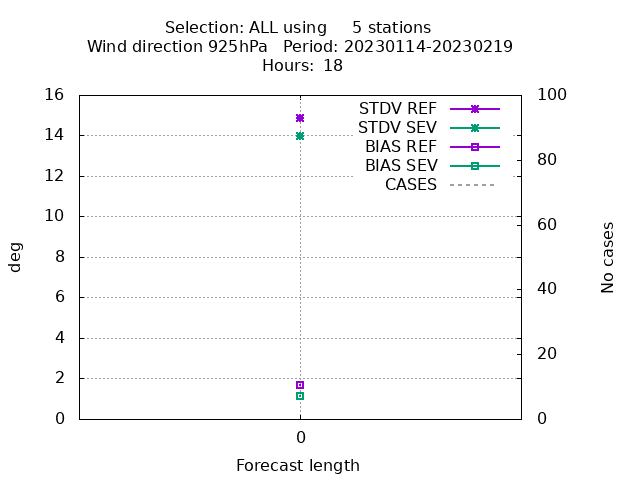 Selection: ALL using 5 stations
Wind direction 925hPa Period: 20230114-20230219
Hours: 18
16
14
12
10
8
6
4
2
0
100
80
60
40
20
0
STDV REF
STDV SEV
BIAS REF
BIAS SEV
CASES
deg
No cases
0
Forecast length